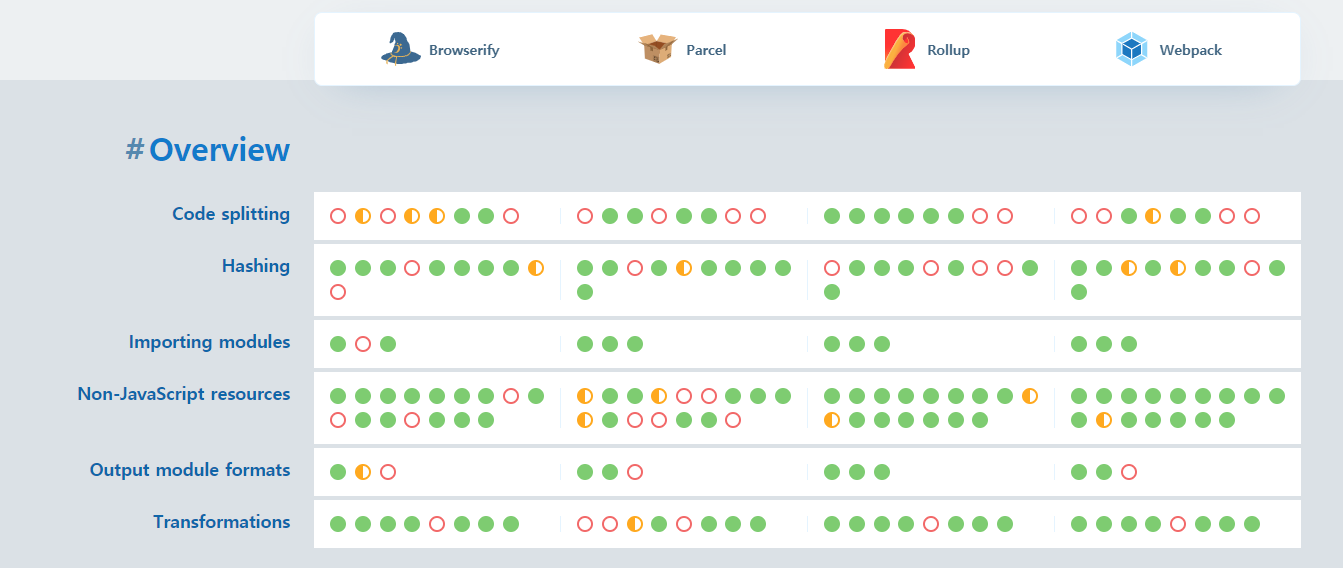 Browserify Parcel Rollup Webpack
#Overview
Code splitting
Hashing
Importing modules
Non-JavaScript resources
Output module formats
Transformations